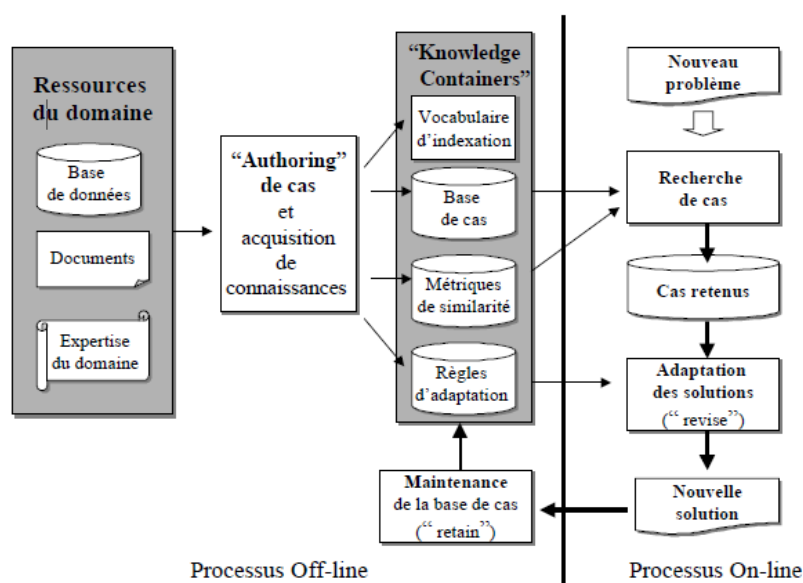 Ressources
du domaine
Base
de données
Documents
Expertise
du domaine
“Authoring”
de cas
et
acquisition
de
connaissances
“Knowledge
Containers”
Vocabulaire
d’indexation
Base
de cas
Métriques
de similarité
Règles
d’adaptation
Maintenance
de la base de cas
(“ retain”)
Nouveau
problème
Recherche
de cas
Cas retenus
Adaptation
des solutions
(“ revise”)
Nouvelle
solution
Processus Off-line
Processus On-line